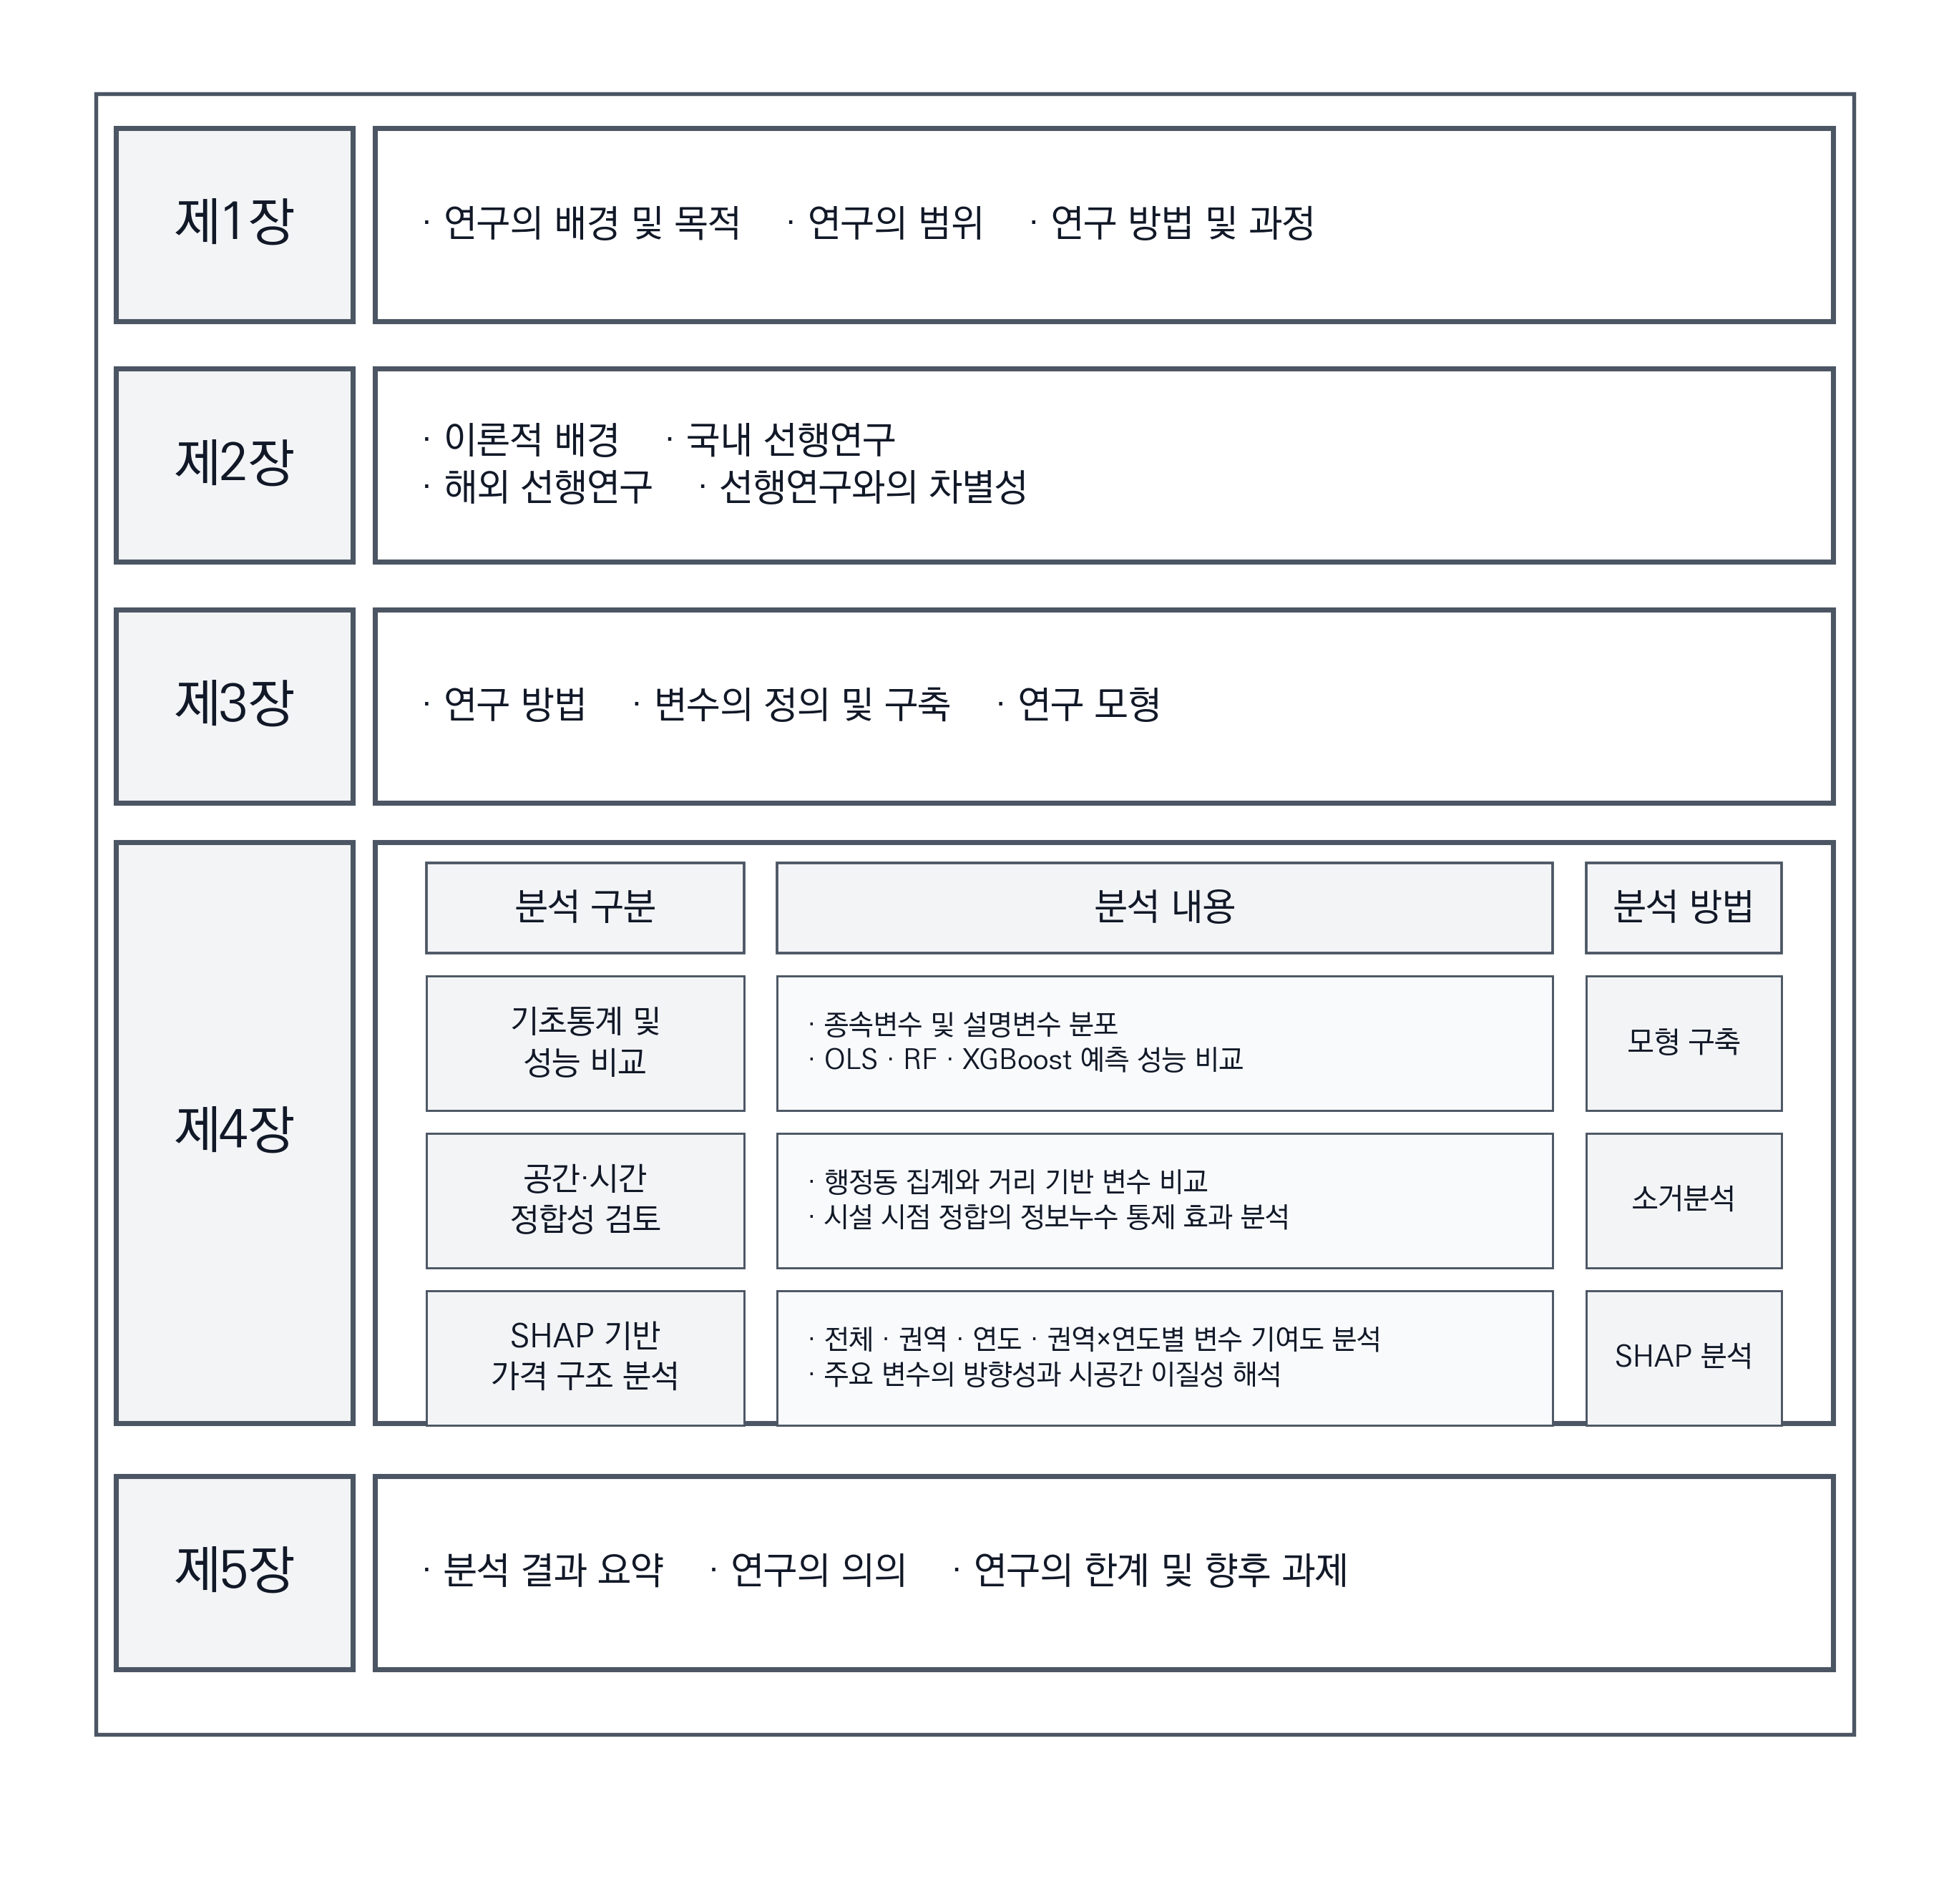 제1장
· 연구의 배경 및 목적 · 연구의 범위 · 연구 방법 및 과정
제2장
· 이론적 배경 · 국내 선행연구
· 해외 선행연구 · 선행연구와의 차별성
제3장
· 연구 방법 · 변수의 정의 및 구축 · 연구 모형
제4장
분석 구분
분석 내용
분석 방법
기초통계 및
성능 비교
· 종속변수 및 설명변수 분포
· OLS · RF · XGBoost 예측 성능 비교
모형 구축
공간·시간
정합성 검토
· 행정동 집계와 거리 기반 변수 비교
· 시설 시점 정합의 정보누수 통제 효과 분석
소거분석
SHAP 기반
가격 구조 분석
· 전체 · 권역 · 연도 · 권역×연도별 변수 기여도 분석
· 주요 변수의 방향성과 시공간 이질성 해석
SHAP 분석
제5장
· 분석 결과 요약 · 연구의 의의 · 연구의 한계 및 향후 과제